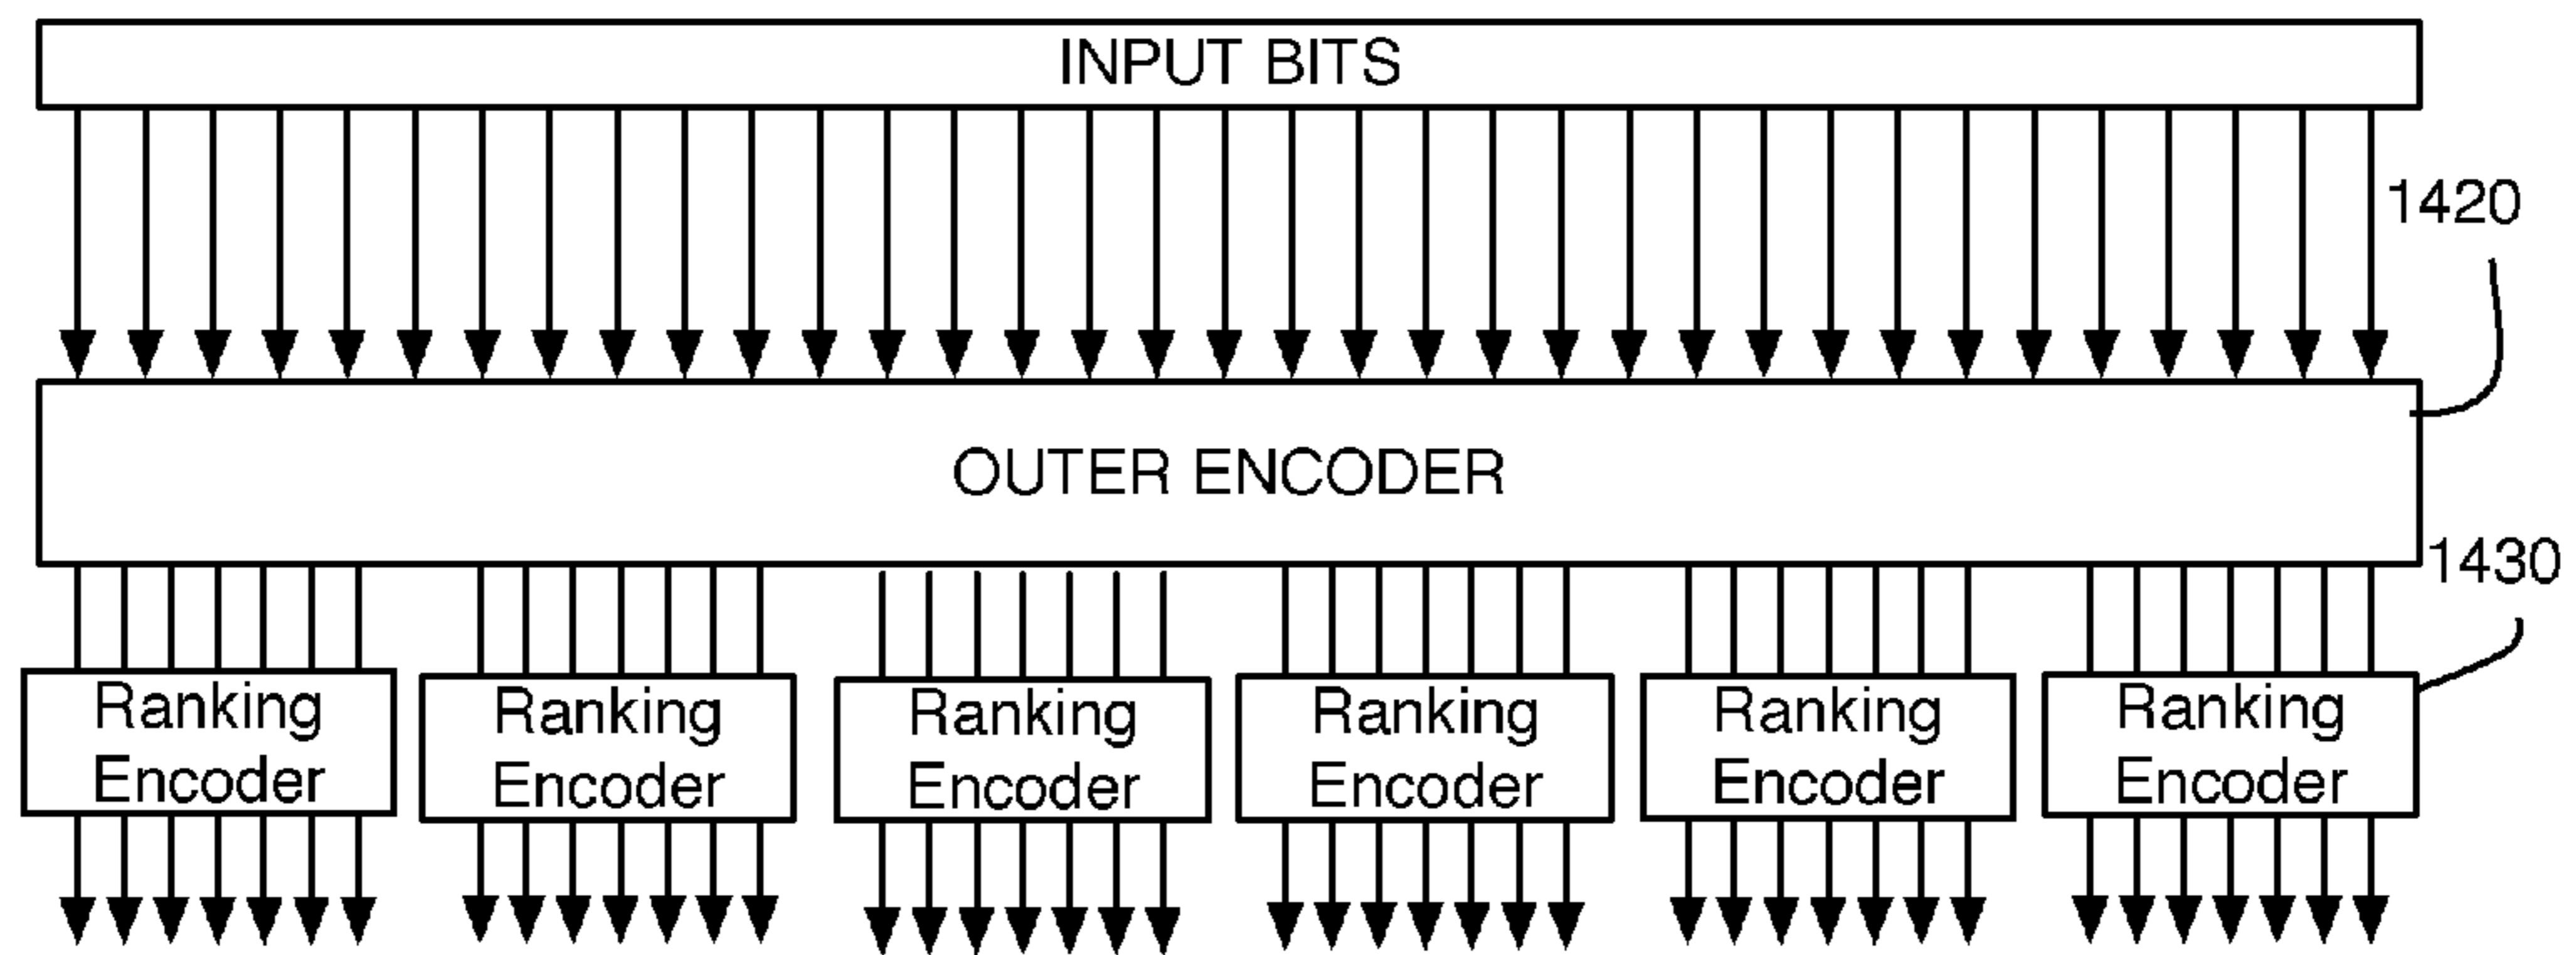 INPUT BITS
1420
OUTER ENCODER
1430
Ranking
Encoder
Ranking
Encoder
Ranking
Encoder
Ranking
Encoder
Ranking
Encoder
Ranking
Encoder